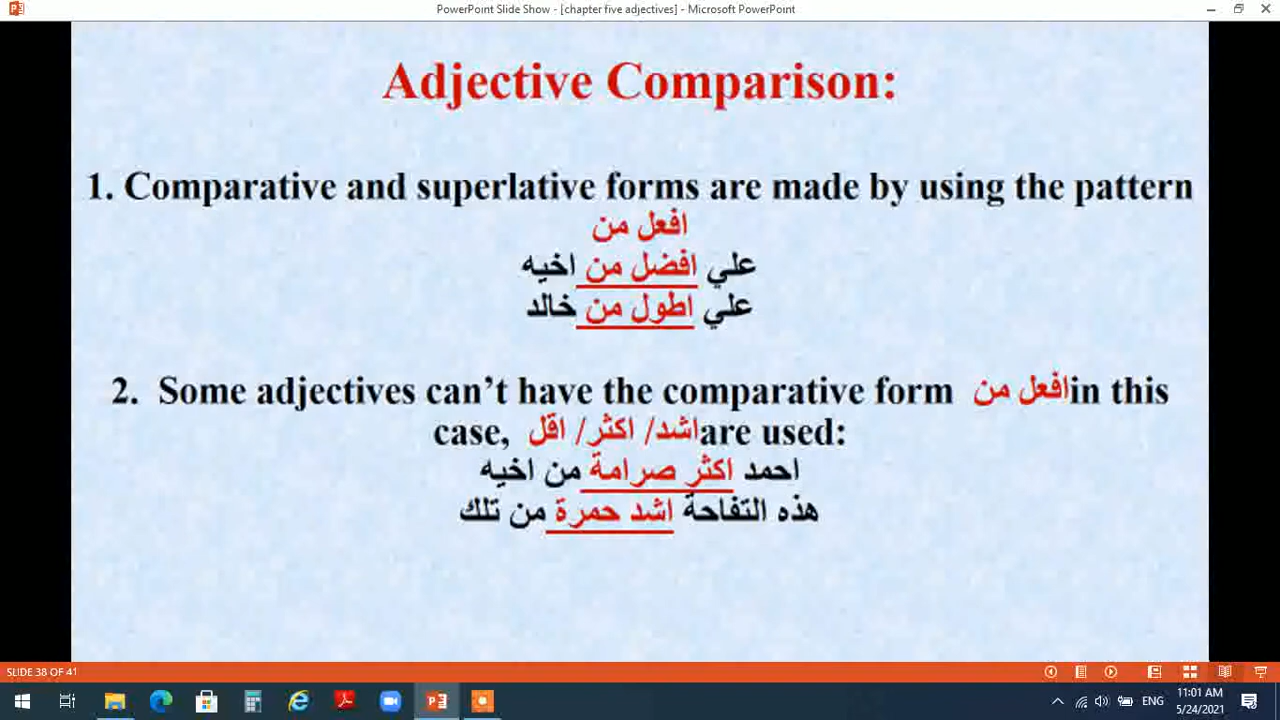 PowerPoint Slide Show - [chapter five adjectives] - Microsoft PowerPoint
Adjective Comparison:
1. Comparative and superlative forms are made by using the pattern
افعل من
علي افضل من اخيه
علي اطول من خالد
2. Some adjectives can’t have the comparative form افعل من in this
case, اشد/ اكثر/ اقل are used:
احمد اكثر صرامة من اخيه
هذه التفاحة اشد حمرة من تلك
SLIDE 38 OF 41
ENG
11:01 AM
5/24/2021